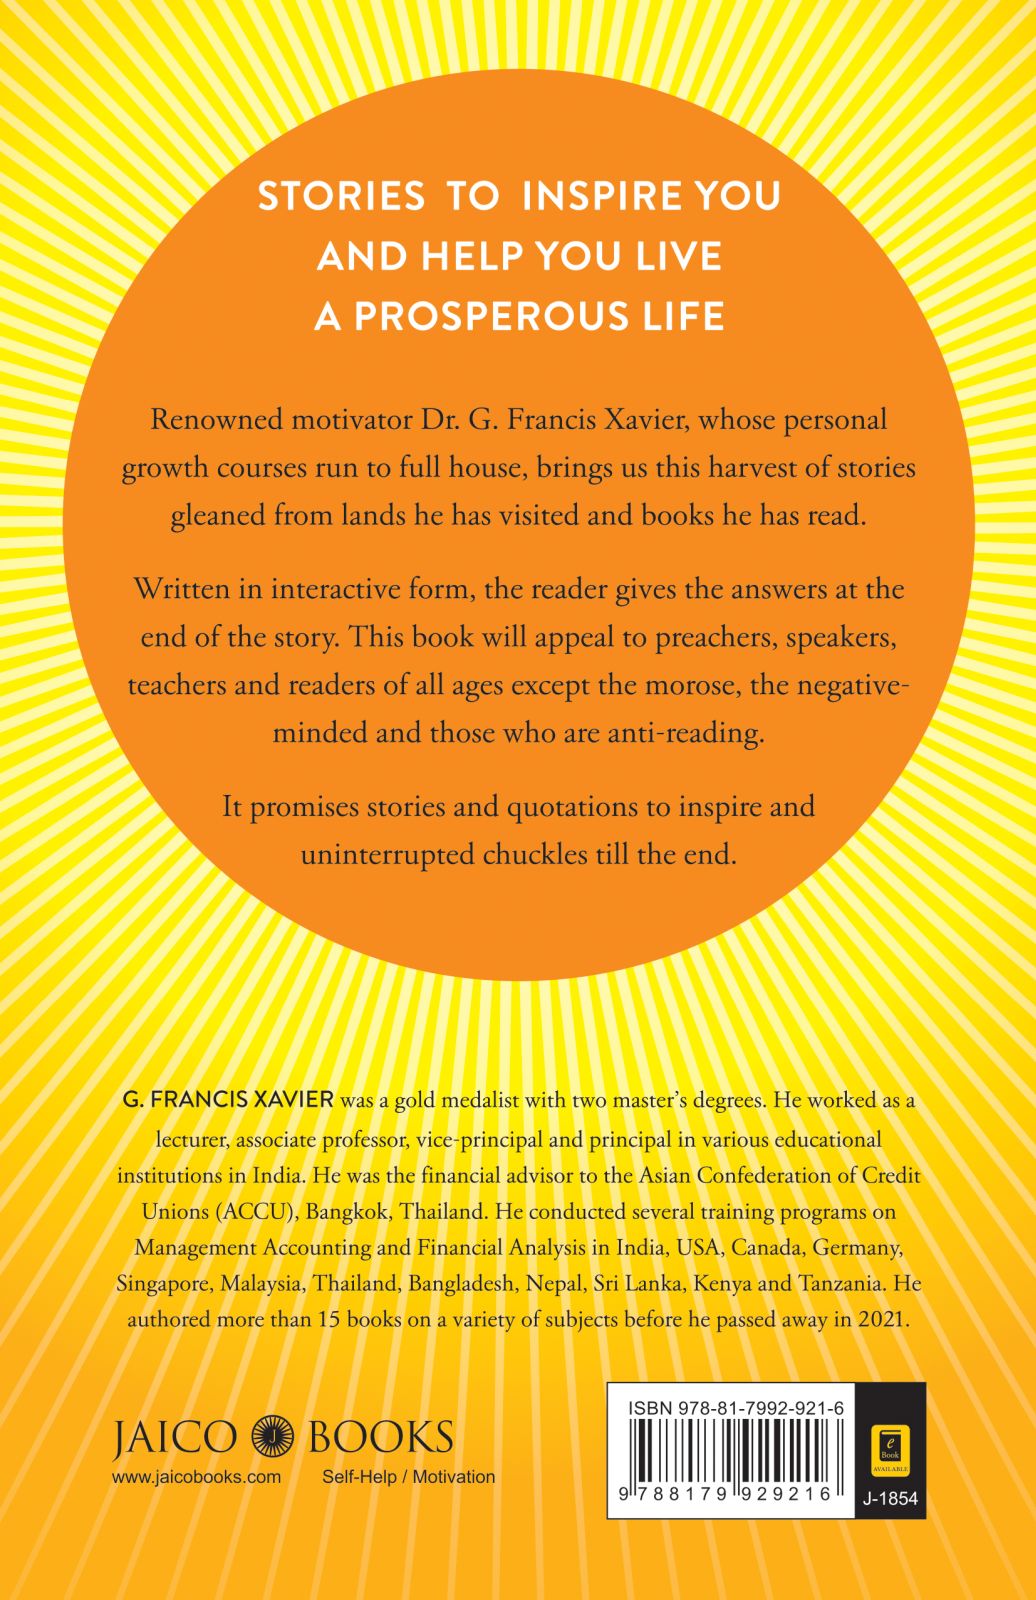 STORIES TO INSPIRE YOU
AND HELP YOU LIVE
A PROSPEROUS LIFE
Renowned motivator Dr. G. Francis Xavier, whose personal
growth courses run to full house, brings us this harvest of stories
gleaned from lands he has visited and books he has read.
Written in interactive form, the reader gives the answers at the
end of the story. This book will appeal to preachers, speakers,
teachers and readers of all ages except the morose, the negative-
minded and those who are anti-reading.
It promises stories and quotations to inspire and
uninterrupted chuckles till the end.
G. FRANCIS XAVIER was a gold medalist with two master's degrees. He worked as a
lecturer, associate professor, vice-principal and principal in various educational
institutions in India. He was the financial advisor to the Asian Confederation of Credit
Unions (ACCU), Bangkok, Thailand. He conducted several training programs on
Management Accounting and Financial Analysis in India, USA, Canada, Germany,
Singapore, Malaysia, Thailand, Bangladesh, Nepal, Sri Lanka, Kenya and Tanzania. He
authored more than 15 books on a variety of subjects before he passed away in 2021.
JAICO J BOOKS
www.jaicobooks.com Self-Help / Motivation
ISBN 978-81-7992-921-6
9 788179 929216
e
Book
AVAILABLE
J-1854